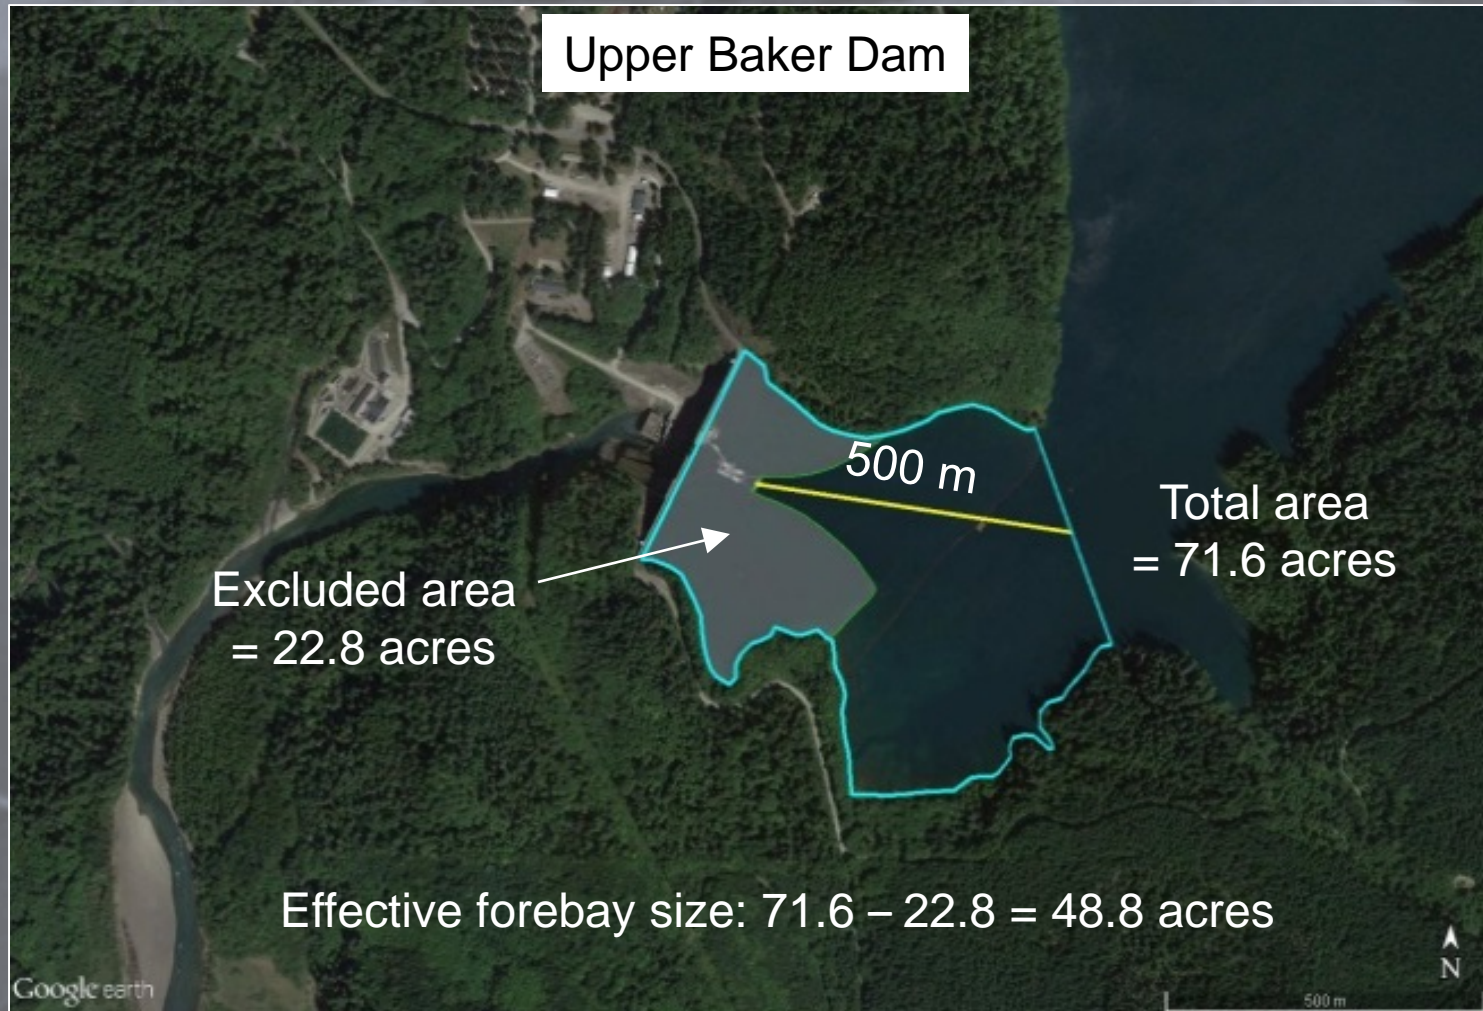 Upper Baker Dam
500 m
Total area
= 71.6 acres
Excluded area
= 22.8 acres
Effective forebay size: 71.6 – 22.8 = 48.8 acres
N
Google earth
500 m